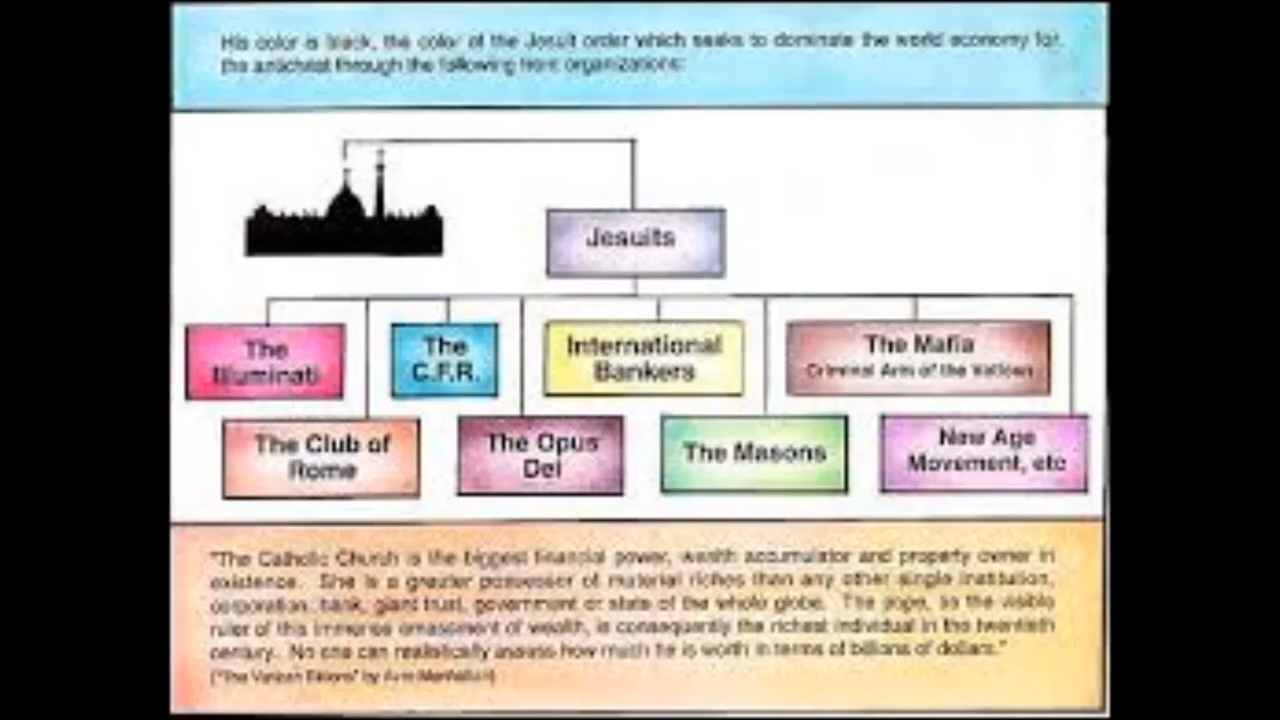 His color is black, the color of the Jesuit order which seeks to dominate the world economy for
the antichrist through the following front organizations:
Jesuits
The
Illuminati
The
C.F.R.
International
Bankers
The Mafia
Criminal Arm of the Vatican
The Club of
Rome
The Opus
Dei
The Masons
New Age
Movement, etc
"The Catholic Church is the biggest financial power, wealth accumulator and property owner in
existence. She is a greater possessor of material riches than any other single institution,
corporation, bank, giant trust, government or state of the whole globe. The pope, as the visible
ruler of this immense amassment of wealth, is consequently the richest individual in the twentieth
century. No one can realistically assess how much he is worth in terms of billions of dollars."
("The Vatican Billions" by Avro Manhattan)